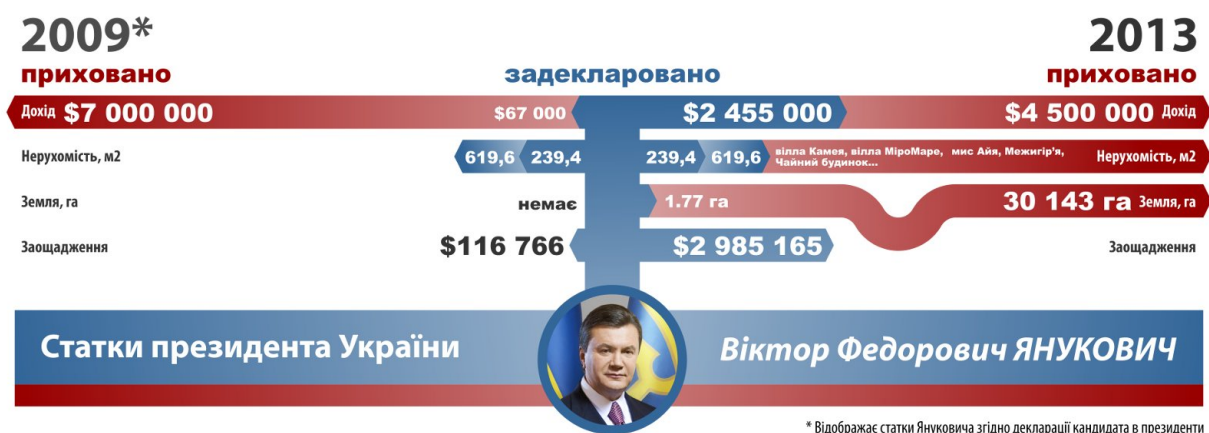 2009*
2013
приховано
задекларовано
приховано
Дохід $7 000 000
$67 000
$2 455 000
$4 500 000 Дохід
Нерухомість, м2
619,6
239,4
239,4
619,6
вілла Камея, вілла МіроМаре, мис Айя, Межигір'я,
Чайний будинок...
Нерухомість, м2
Земля, га
немає
1.77 га
30 143 га Земля, га
Заощадження
$116 766
$2 985 165
Заощадження
Статки президента України
Віктор Федорович ЯНУКОВИЧ
* Відображає статки Януковича згідно декларації кандидата в президенти